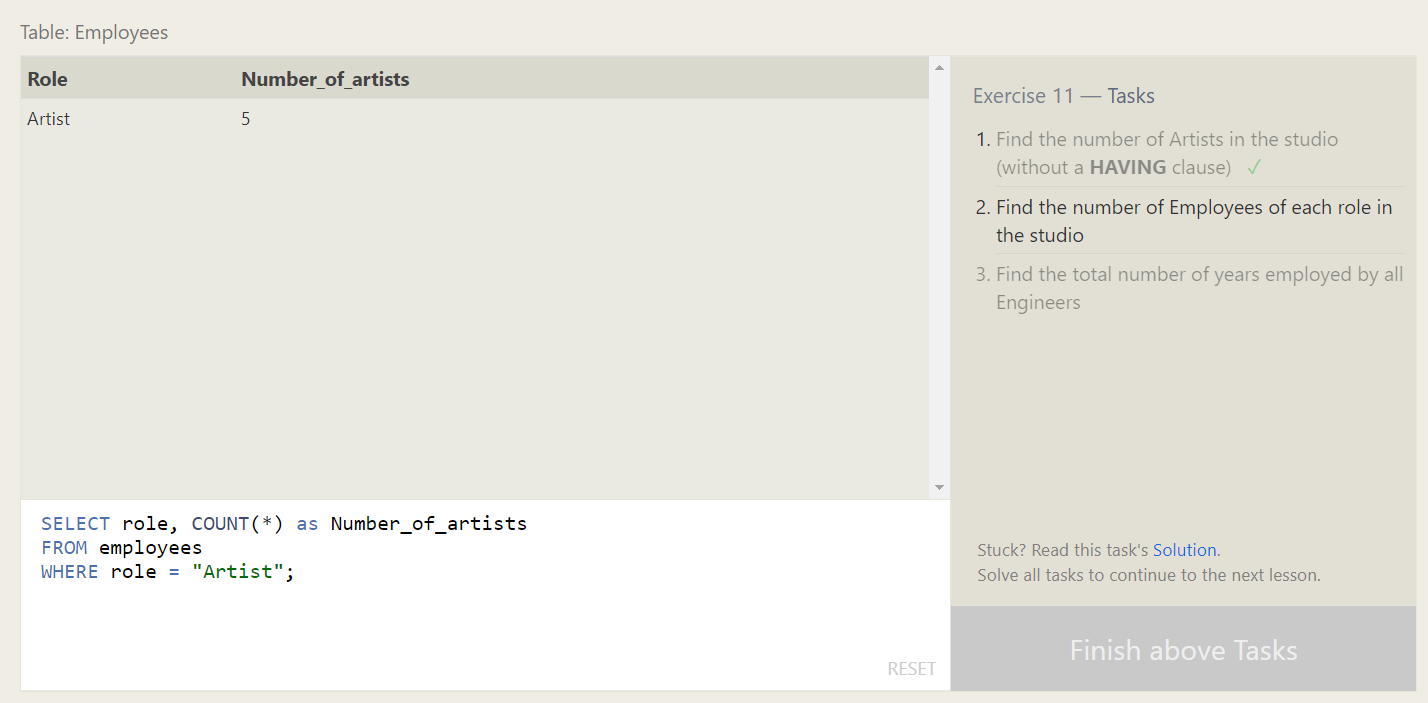 Table: Employees
Role Number_of_artists
Artist 5
SELECT role, COUNT(*) as Number_of_artists
FROM employees
WHERE role = "Artist";
RESET
Exercise 11 — Tasks
1. Find the number of Artists in the studio
(without a HAVING clause) ✓
2. Find the number of Employees of each role in
the studio
3. Find the total number of years employed by all
Engineers
Stuck? Read this task's Solution.
Solve all tasks to continue to the next lesson.
Finish above Tasks